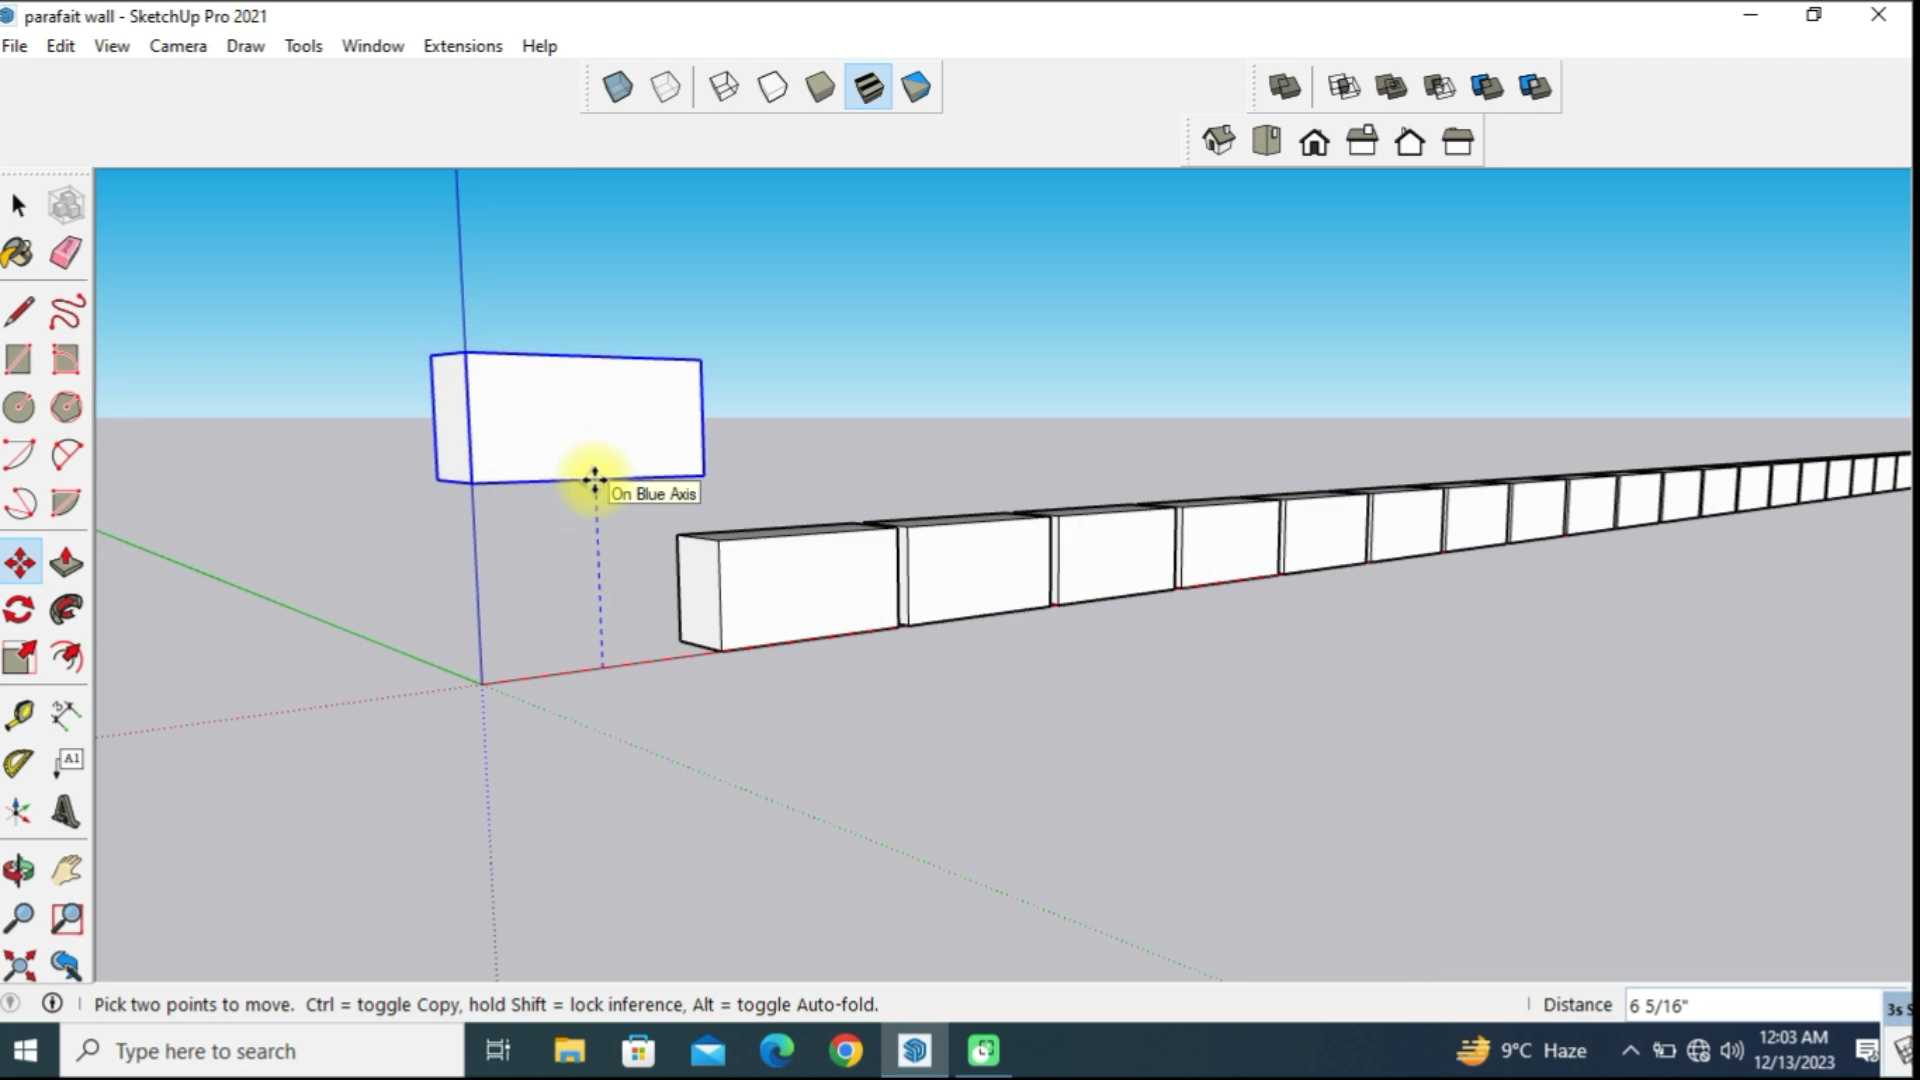 parafait wall - SketchUp Pro 2021
File Edit View Camera Draw Tools Window Extensions Help
On Blue Axis
A1
Pick two points to move. Ctrl = toggle Copy, hold Shift = lock inference, Alt = toggle Auto-fold.
Distance 6 5/16"
3s
Type here to search
9°C Haze
12:03 AM
12/13/2023